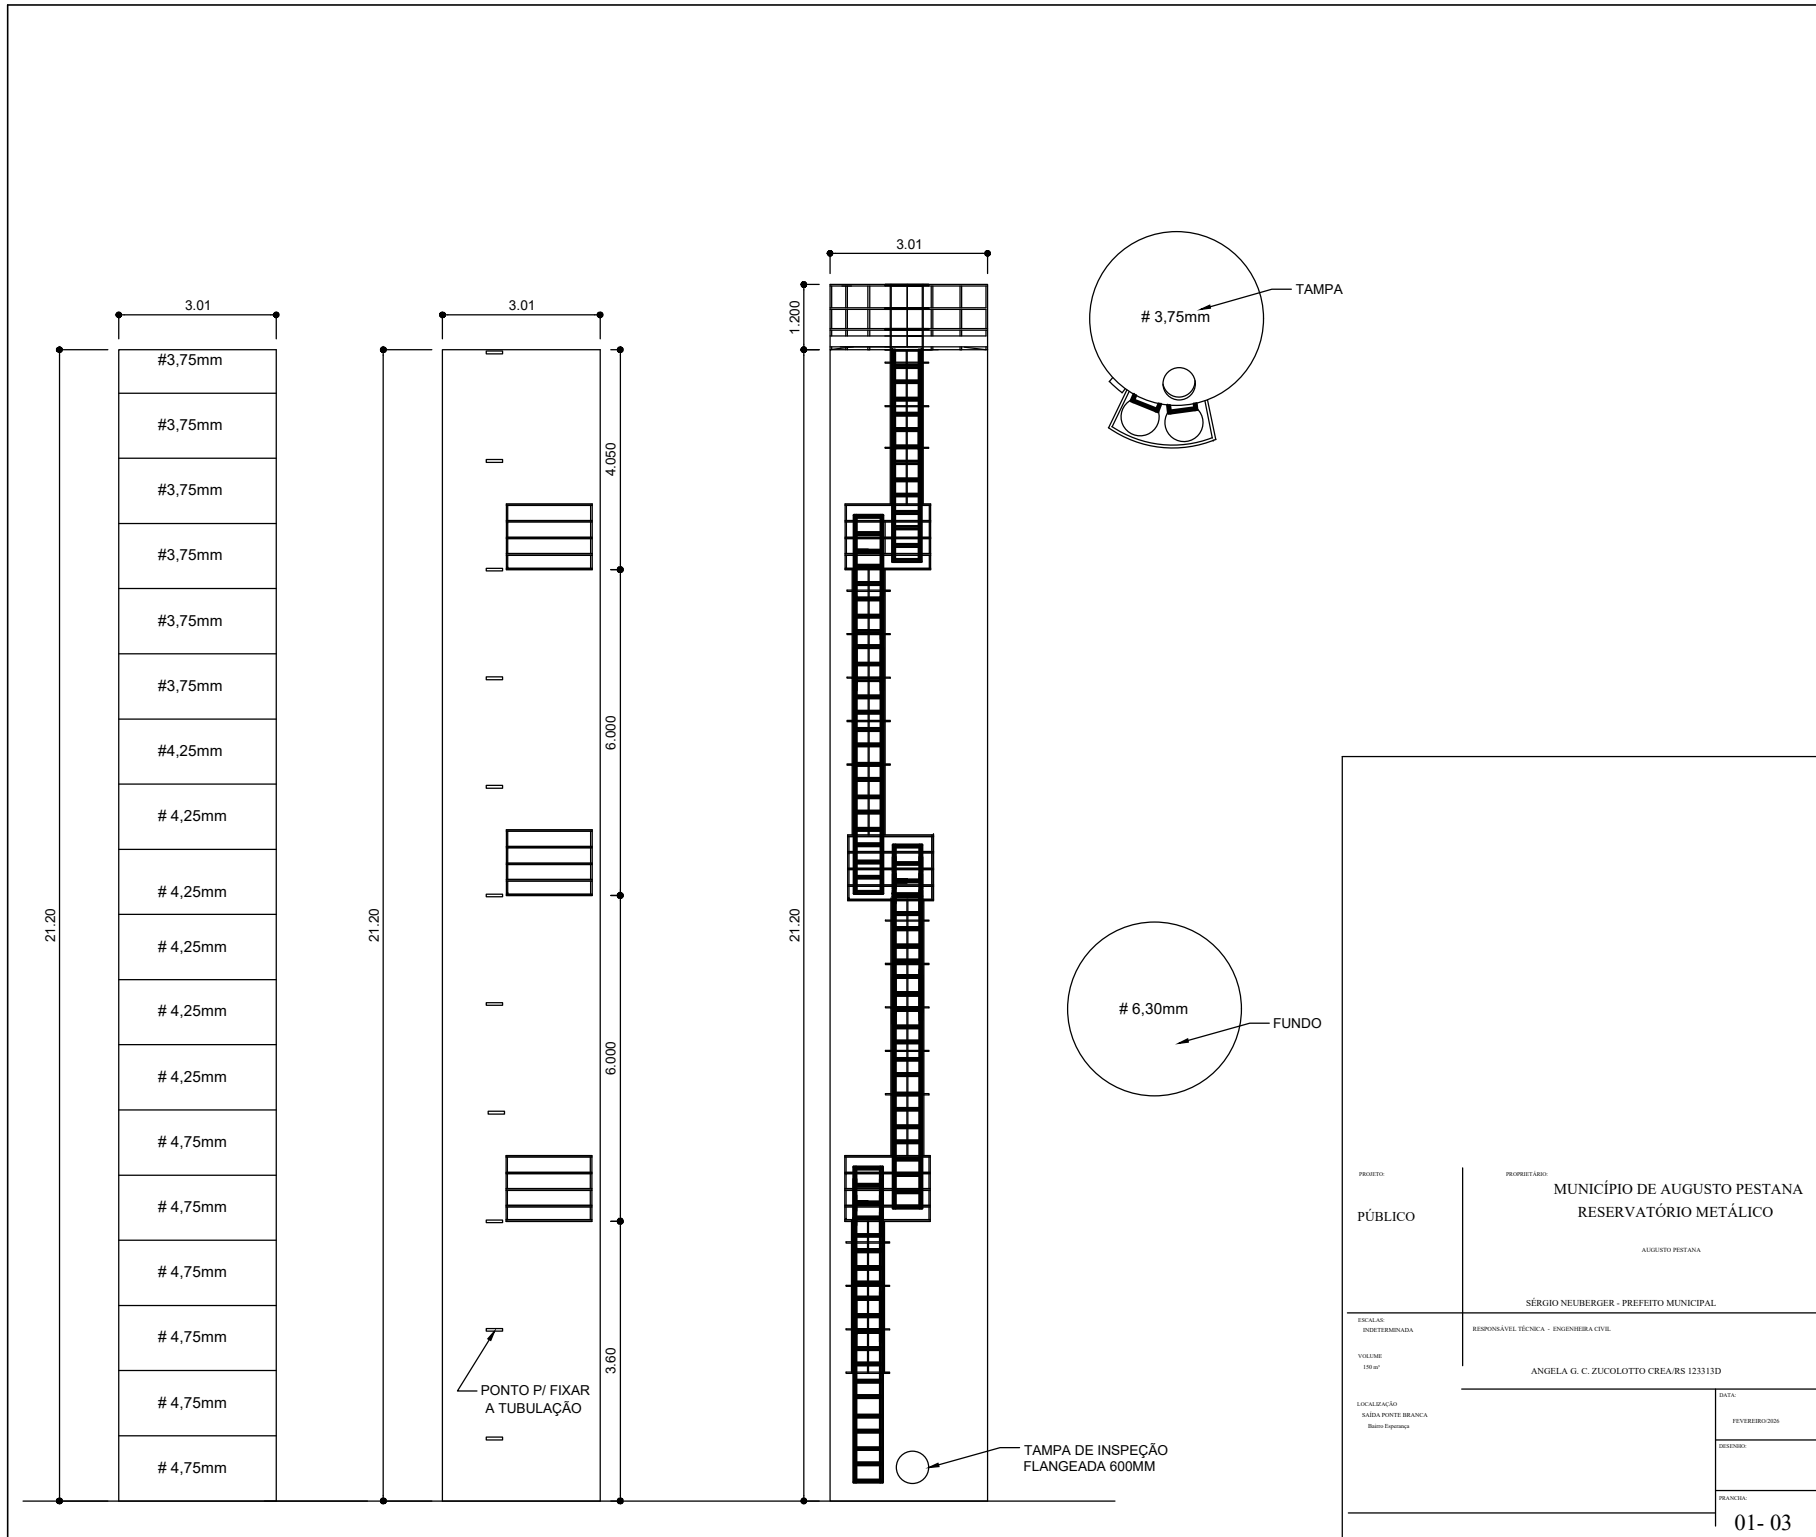 3.01
21.20
#3,75mm
#3,75mm
#3,75mm
#3,75mm
#3,75mm
#3,75mm
#4,25mm
# 4,25mm
# 4,25mm
# 4,25mm
# 4,25mm
# 4,25mm
# 4,75mm
# 4,75mm
# 4,75mm
# 4,75mm
# 4,75mm
# 4,75mm
3.01
21.20
4.050
6.000
6.000
3.60
PONTO P/ FIXAR
A TUBULAÇÃO
3.01
1.200
21.20
TAMPA DE INSPEÇÃO
FLANGEADA 600MM
TAMPA
# 3,75mm
# 6,30mm
FUNDO
PROJETO:
PÚBLICO
PROPRIETÁRIO:
MUNICÍPIO DE AUGUSTO PESTANA
RESERVATÓRIO METÁLICO
AUGUSTO PESTANA
SÉRGIO NEUBERGER - PREFEITO MUNICIPAL
ESCALAS:
INDETERMINADA
VOLUME
150 m³
RESPONSÁVEL TÉCNICA - ENGENHEIRA CIVIL
ANGELA G. C. ZUCOLOTTO CREA/RS 123313D
LOCALIZAÇÃO
SAÍDA PONTE BRANCA
Bairro Esperança
DATA:
FEVEREIRO/2026
DESENHO:
PRANCHA:
01- 03